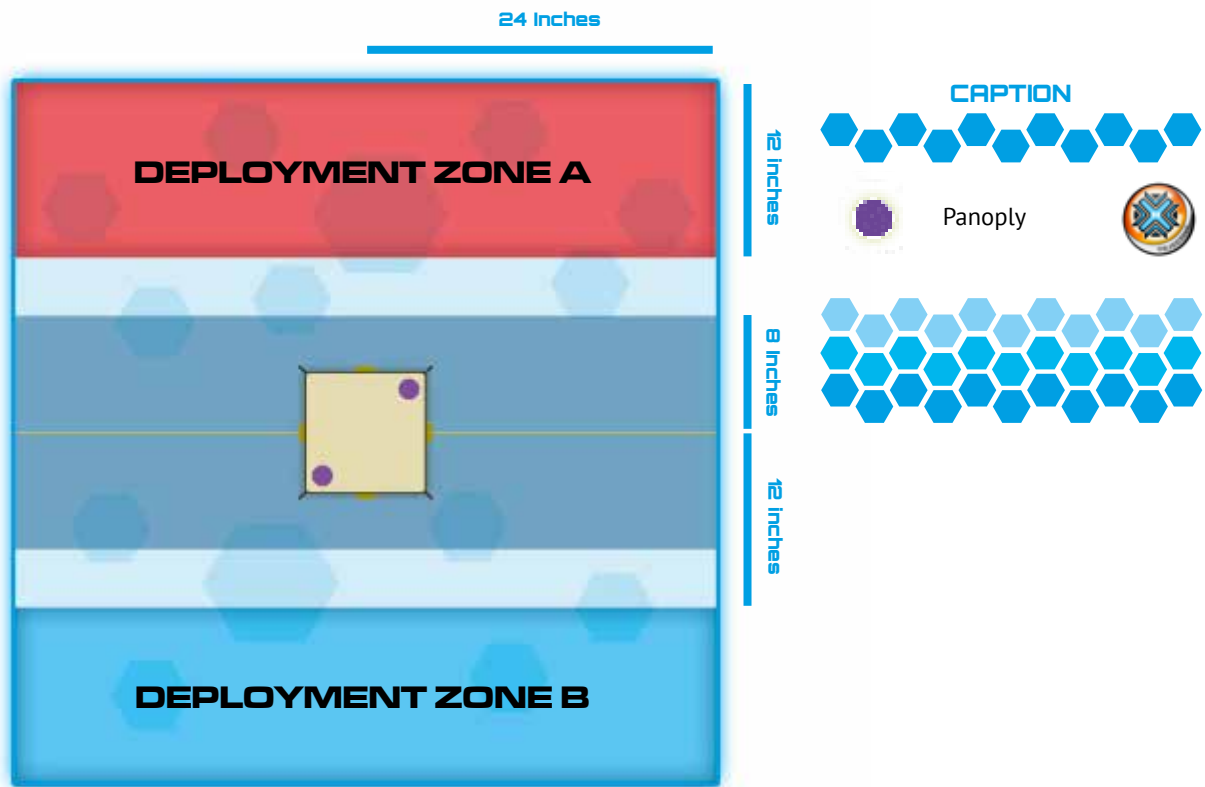 24 Inches
CAPTION
12 inches
DEPLOYMENT ZONE A
Panoply
8 Inches
12 inches
DEPLOYMENT ZONE B